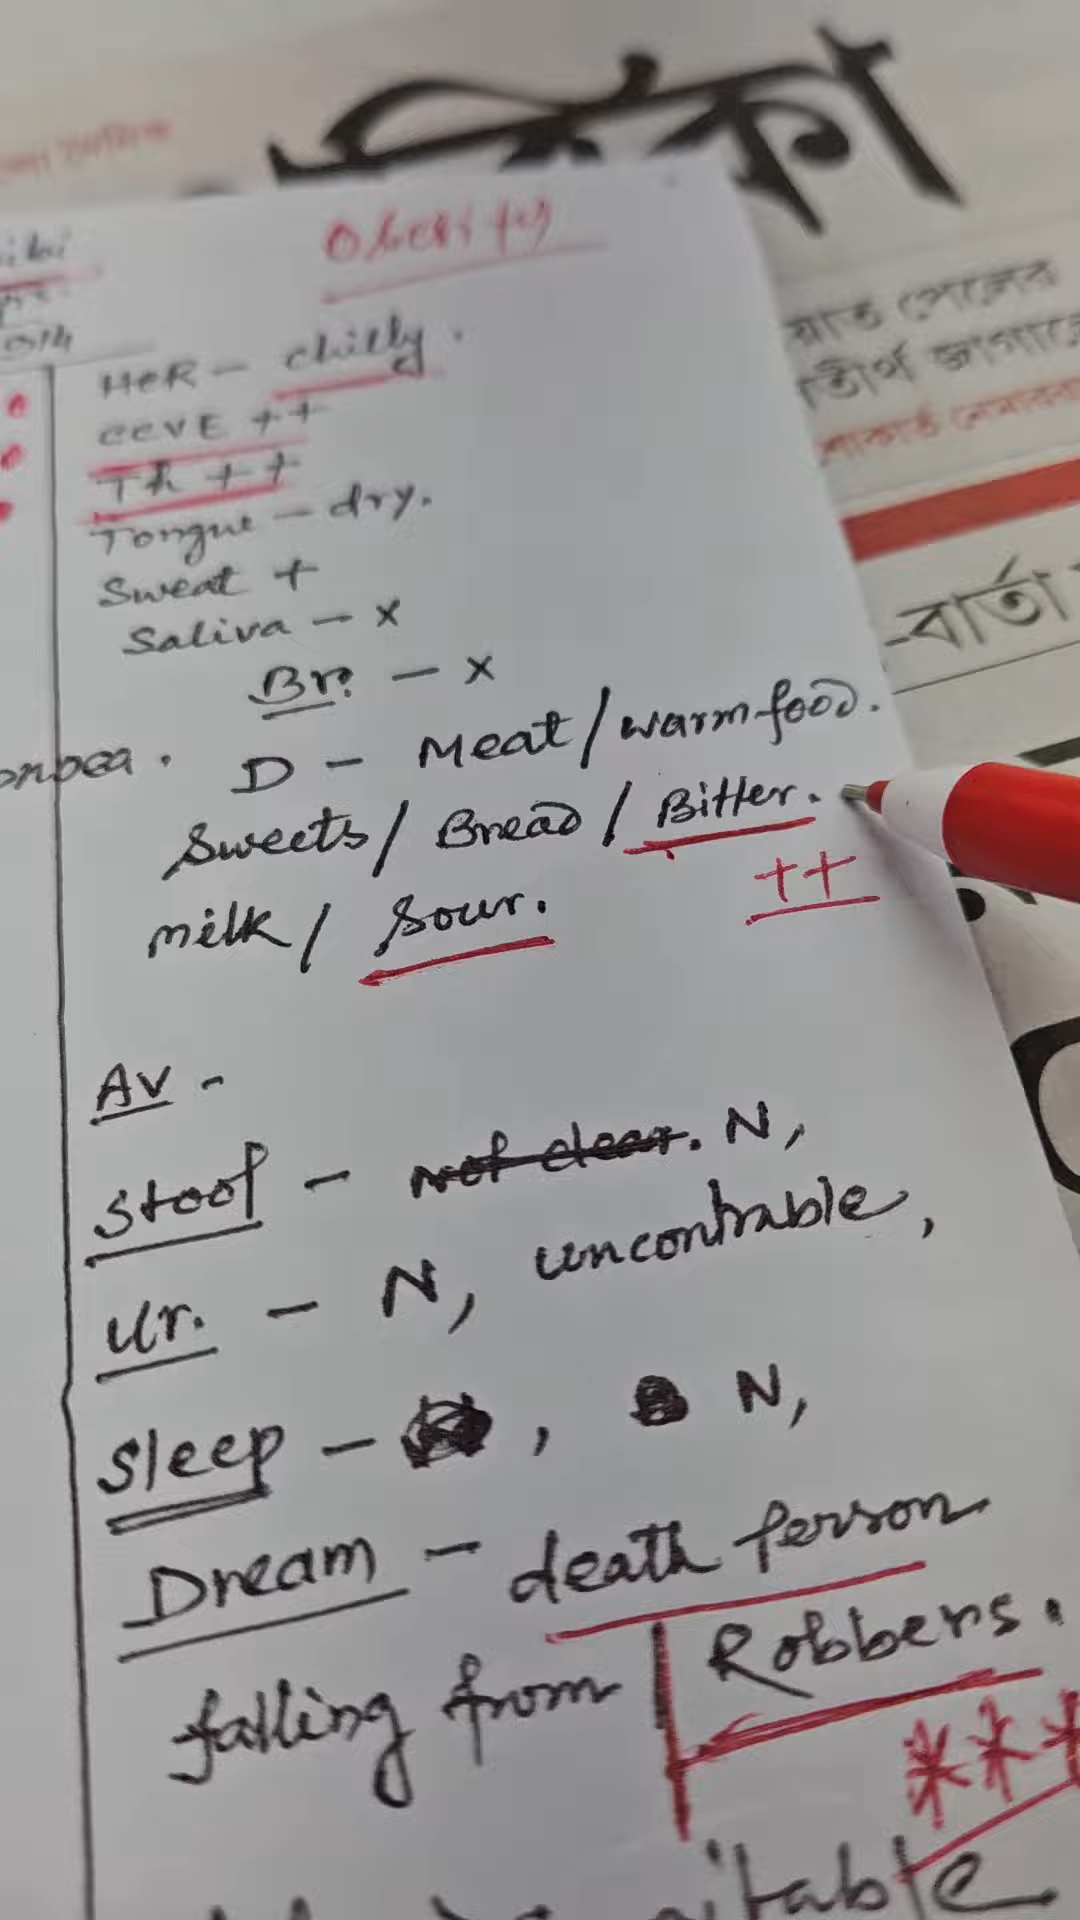 Obesity
H&R - chilly.
CCVE ++
Th ++
Tongue - dry.
Sweat +
Saliva - x
Br. - x
D - Meat/warm food.
Sweets/ Bread/ Bitter.
++
milk/ Sour.
AV -
Stool - not clear. N,
Ur. - N, uncontrable,
Sleep - , N,
Dream - death person
falling from Robbers.
***
কা
পেলের
-বার্তা